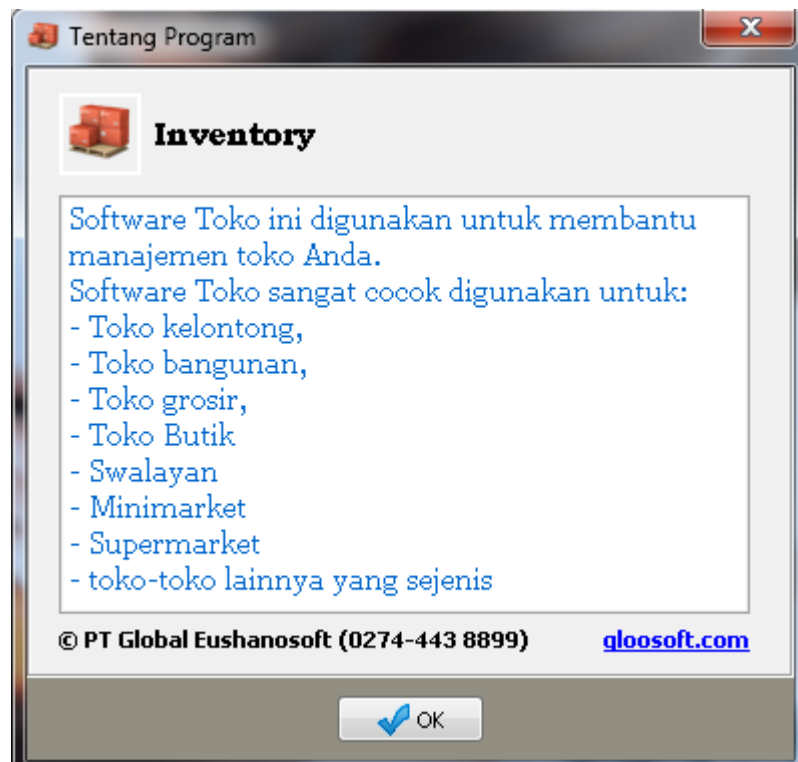 Tentang Program
Inventory
Software Toko ini digunakan untuk membantu
manajemen toko Anda.
Software Toko sangat cocok digunakan untuk:
- Toko kelontong,
- Toko bangunan,
- Toko grosir,
- Toko Butik
- Swalayan
- Minimarket
- Supermarket
- toko-toko lainnya yang sejenis
© PT Global Eushanosoft (0274-443 8899) gloosoft.com
OK